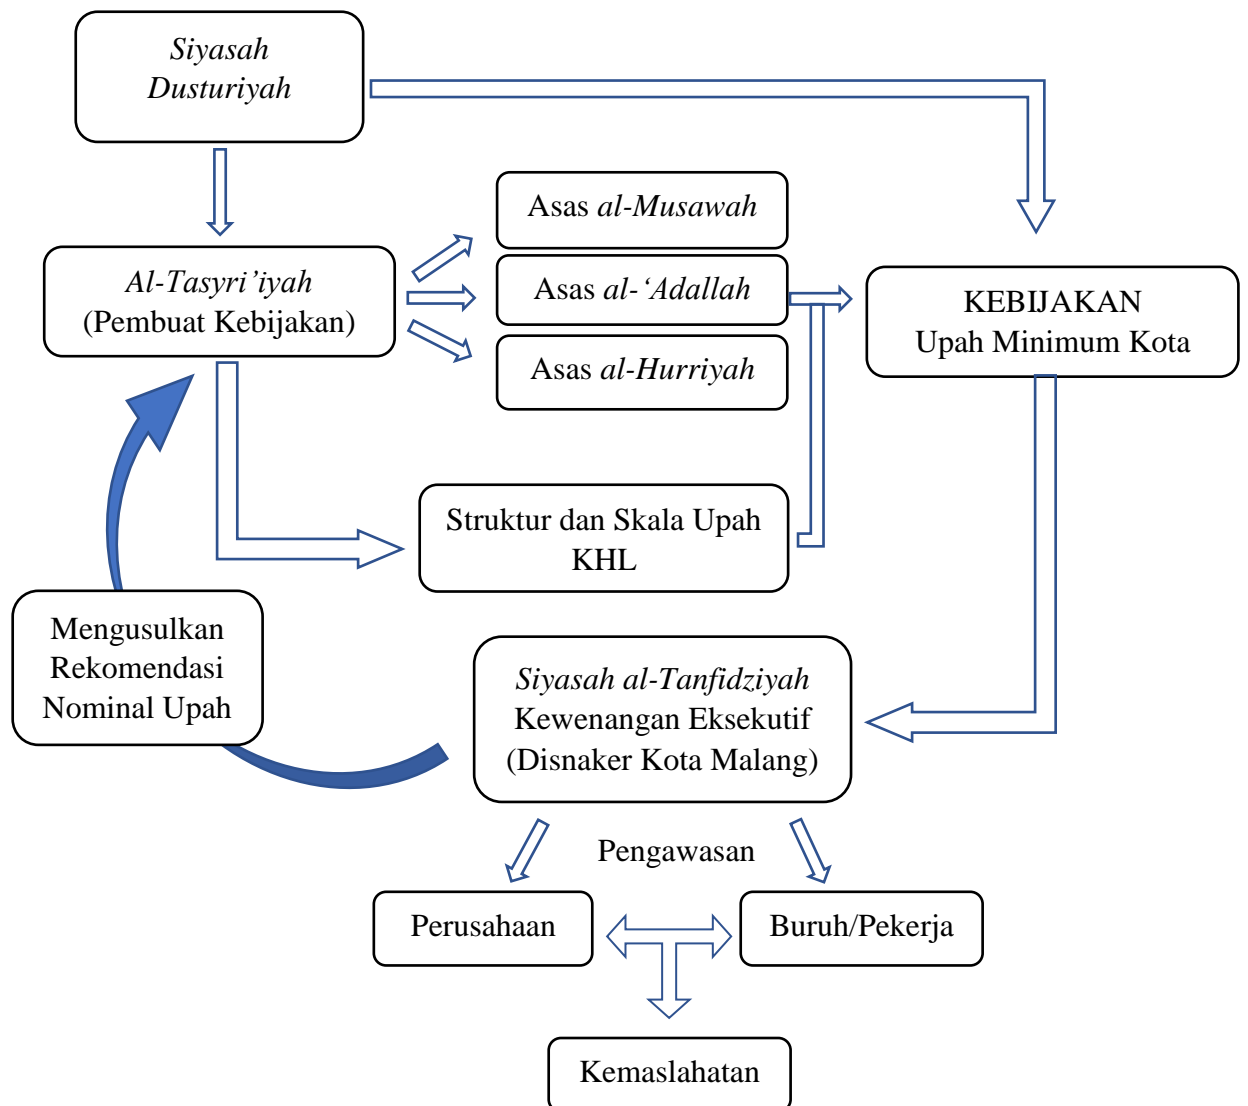 Siyasah
Dusturiyah
Asas al-Musawah
Al-Tasyri’iyah
(Pembuat Kebijakan)
Asas al-‘Adallah
Asas al-Hurriyah
KEBIJAKAN
Upah Minimum Kota
Struktur dan Skala Upah
KHL
Mengusulkan
Rekomendasi
Nominal Upah
Siyasah al-Tanfidziyah
Kewenangan Eksekutif
(Disnaker Kota Malang)
Pengawasan
Perusahaan
Buruh/Pekerja
Kemaslahatan